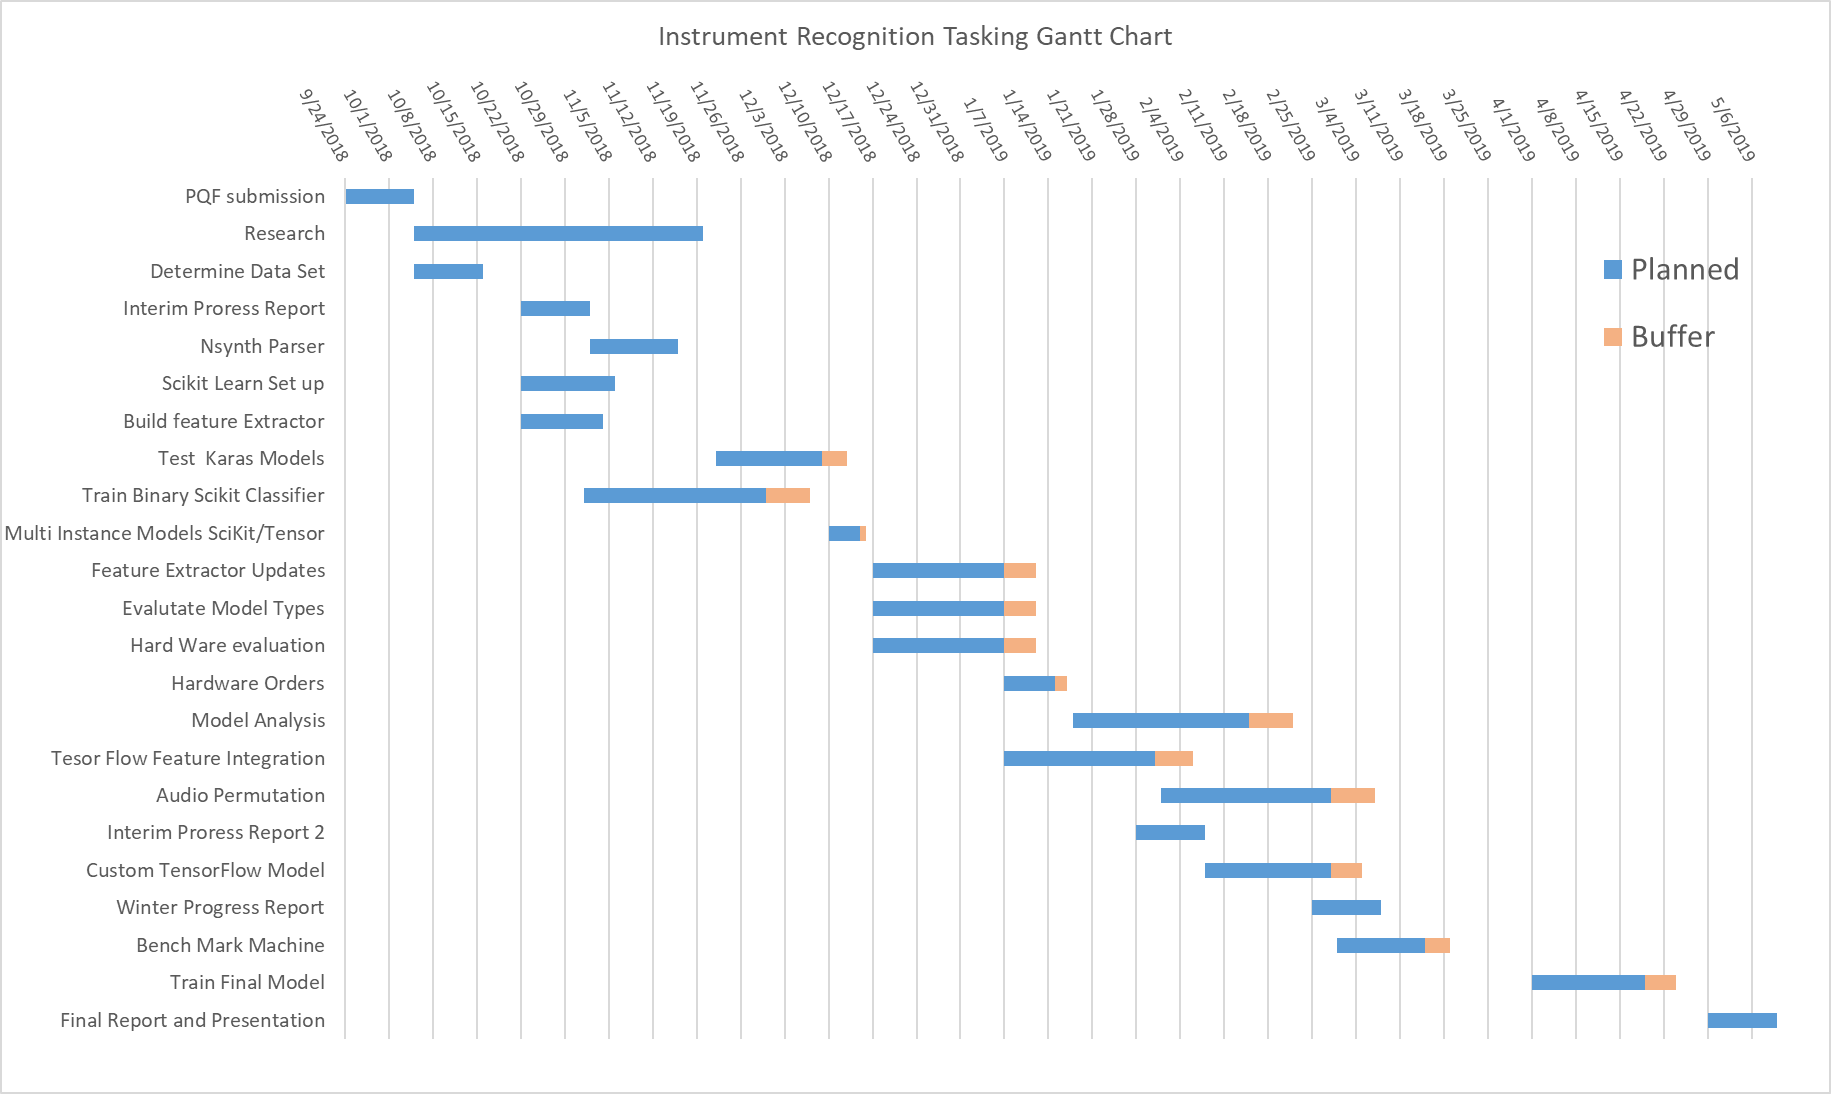 Instrument Recognition Tasking Gantt Chart
9/24/2018
10/1/2018
10/8/2018
10/15/2018
10/22/2018
10/29/2018
11/5/2018
11/12/2018
11/19/2018
11/26/2018
12/3/2018
12/10/2018
12/17/2018
12/24/2018
12/31/2018
1/7/2019
1/14/2019
1/21/2019
1/28/2019
2/4/2019
2/11/2019
2/18/2019
2/25/2019
3/4/2019
3/11/2019
3/18/2019
3/25/2019
4/1/2019
4/8/2019
4/15/2019
4/22/2019
4/29/2019
5/6/2019
PQF submission
Research
Determine Data Set
Interim Proress Report
Nsynth Parser
Scikit Learn Set up
Build feature Extractor
Test  Karas Models
Train Binary Scikit Classifier
Multi Instance Models SciKit/Tensor
Feature Extractor Updates
Evalutate Model Types
Hard Ware evaluation
Hardware Orders
Model Analysis
Tesor Flow Feature Integration
Audio Permutation
Interim Proress Report 2
Custom TensorFlow Model
Winter Progress Report
Bench Mark Machine
Train Final Model
Final Report and Presentation
Planned
Buffer